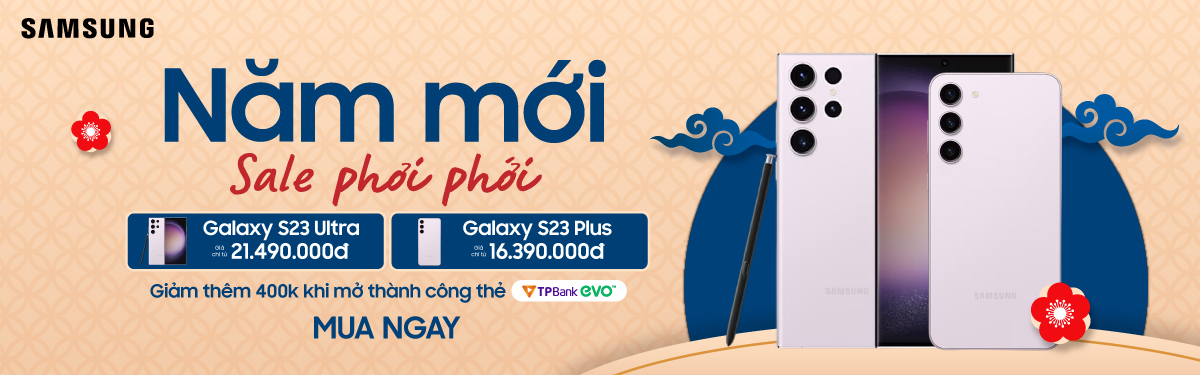 SAMSUNG
Năm mới
Sale phơi phới
Galaxy S23 Ultra
Giá chỉ từ 21.490.000đ
Galaxy S23 Plus
Giá chỉ từ 16.390.000đ
Giảm thêm 400k khi mở thành công thẻ TPBank evo™
MUA NGAY
SAMSUNG
SAMSUNG